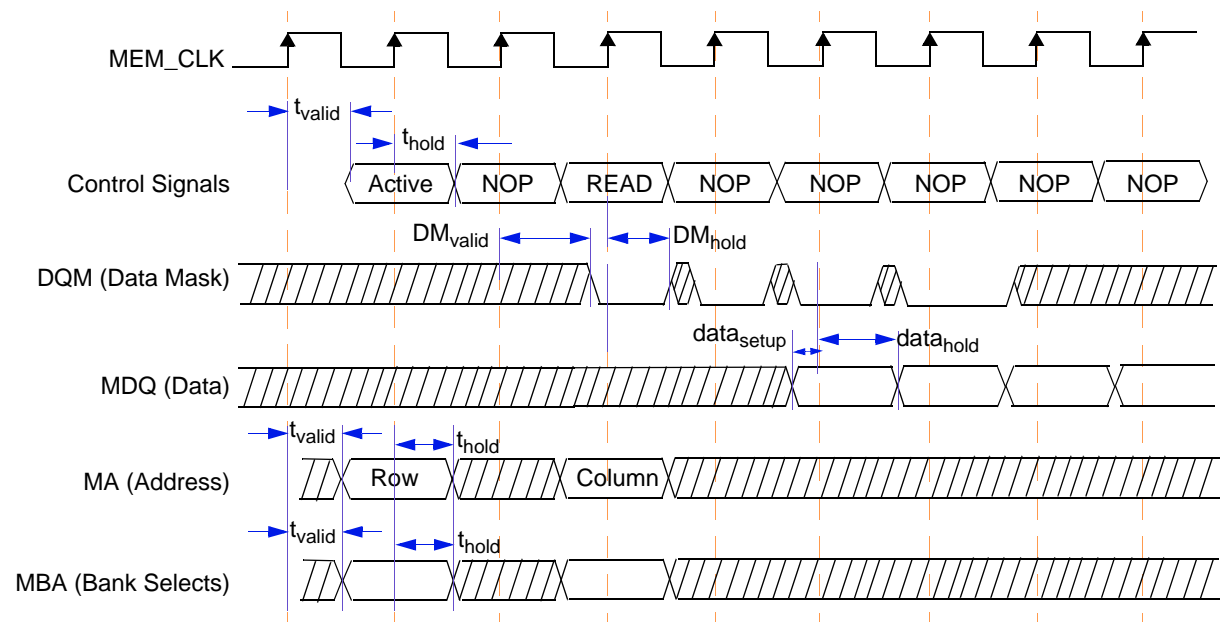 MEM_CLK
tvalid
thold
Control Signals
Active NOP READ NOP NOP NOP NOP NOP
DMvalid DMhold
DQM (Data Mask)
datasetup datahold
MDQ (Data)
tvalid thold
MA (Address)
Row Column
tvalid thold
MBA (Bank Selects)